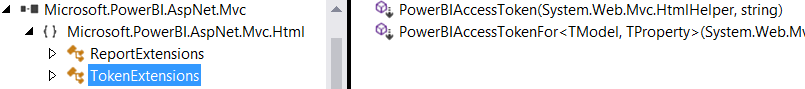 Microsoft.PowerBI.AspNet.Mvc
Microsoft.PowerBI.AspNet.Mvc.Html
ReportExtensions
TokenExtensions
PowerBIAccessToken(System.Web.Mvc.HtmlHelper, string)
PowerBIAccessTokenFor<TModel, TProperty>(System.Web.Mv